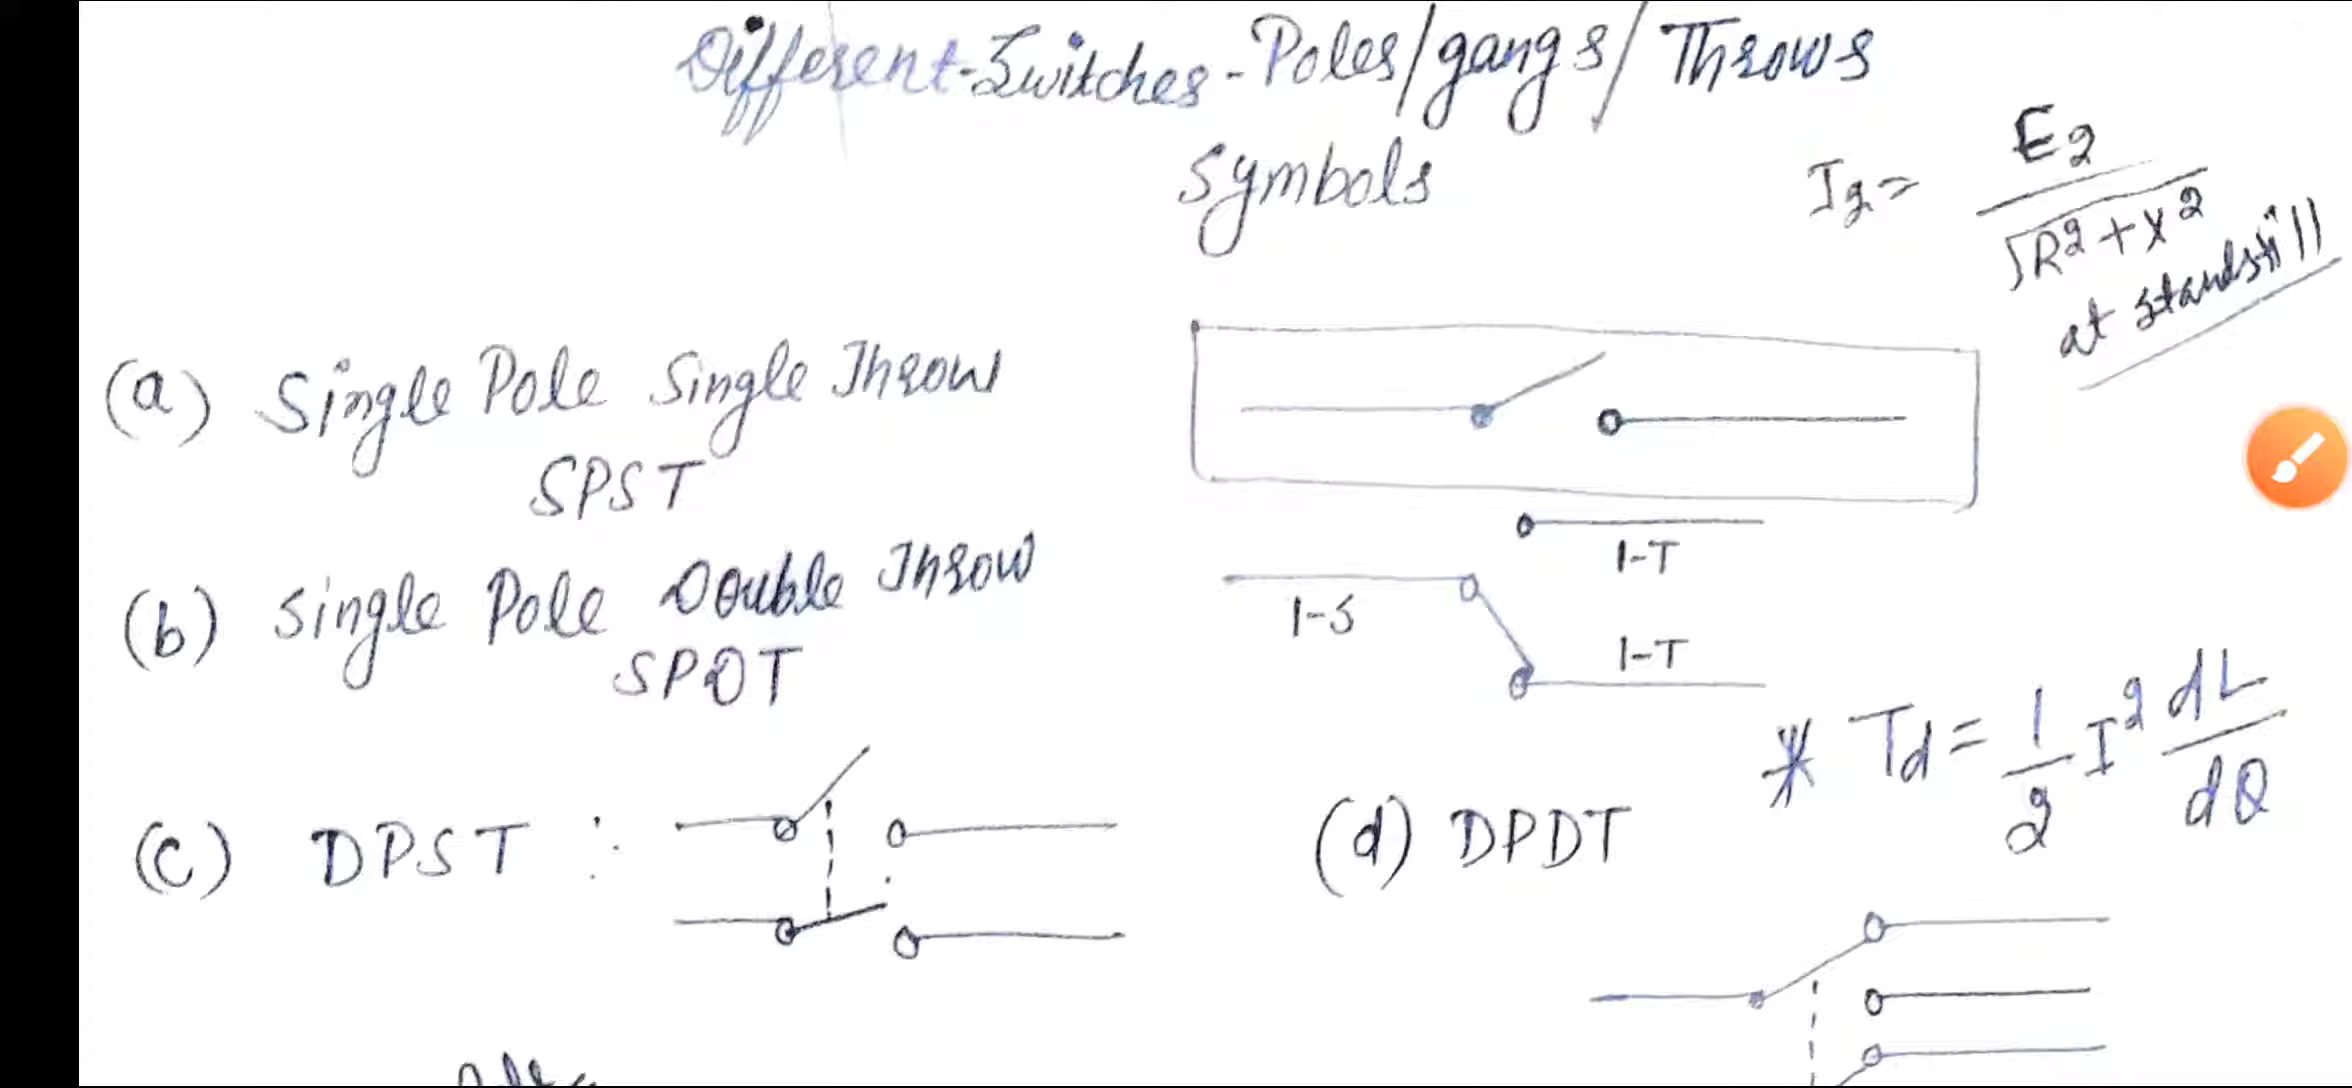 Different-Switches-Poles/gangs/Throws
Symbols
I2 = E2 / √R2+X2
at standstill
(a) Single Pole Single Throw
SPST
(b) Single Pole Double Throw
SPDT
1-T
1-S
1-T
* Td = 1/2 I2 dL/dθ
(c) DPST :
(d) DPDT